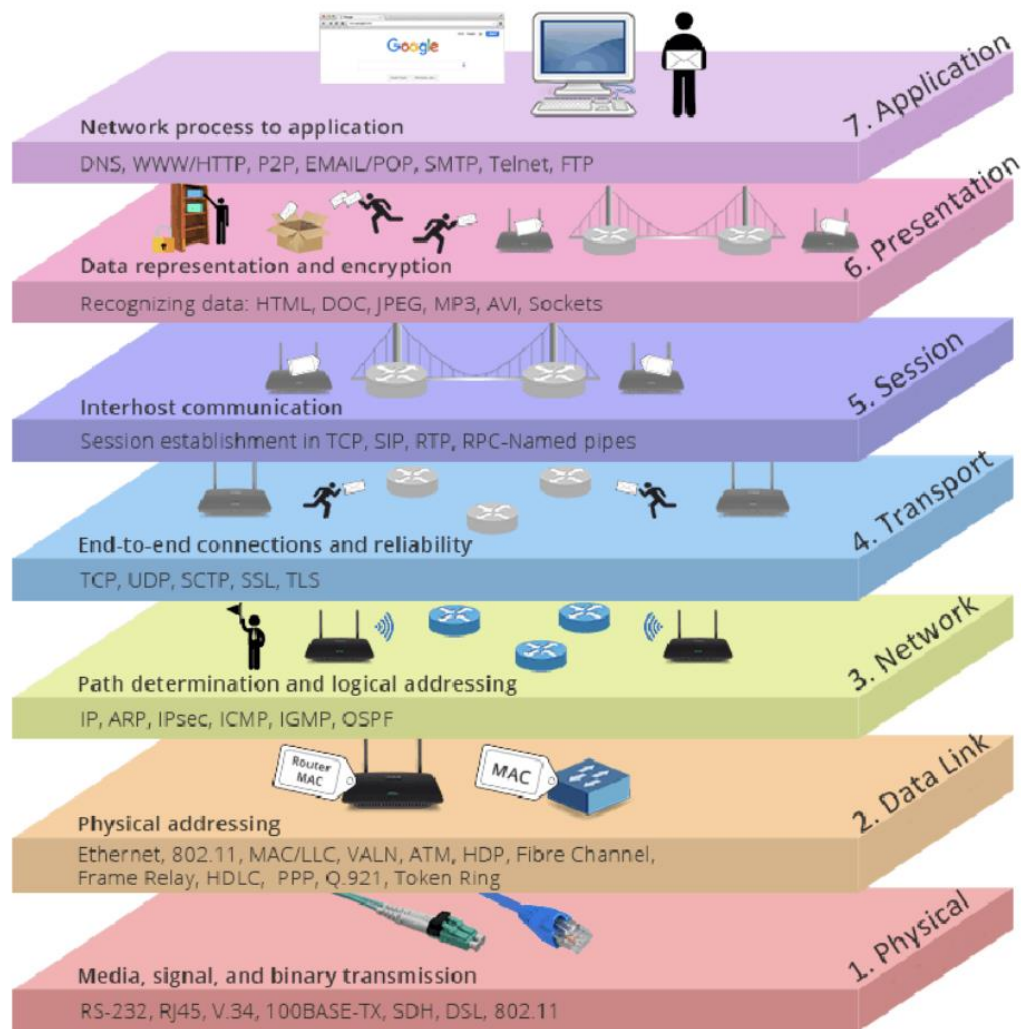 Google
7. Application
Network process to application
DNS, WWW/HTTP, P2P, EMAIL/POP, SMTP, Telnet, FTP
6. Presentation
Data representation and encryption
Recognizing data: HTML, DOC, JPEG, MP3, AVI, Sockets
5. Session
Interhost communication
Session establishment in TCP, SIP, RTP, RPC-Named pipes
4. Transport
End-to-end connections and reliability
TCP, UDP, SCTP, SSL, TLS
3. Network
Path determination and logical addressing
IP, ARP, IPsec, ICMP, IGMP, OSPF
2. Data Link
Router
MAC
MAC
Physical addressing
Ethernet, 802.11, MAC/LLC, VALN, ATM, HDP, Fibre Channel,
Frame Relay, HDLC, PPP, Q.921, Token Ring
1. Physical
Media, signal, and binary transmission
RS-232, RJ45, V.34, 100BASE-TX, SDH, DSL, 802.11